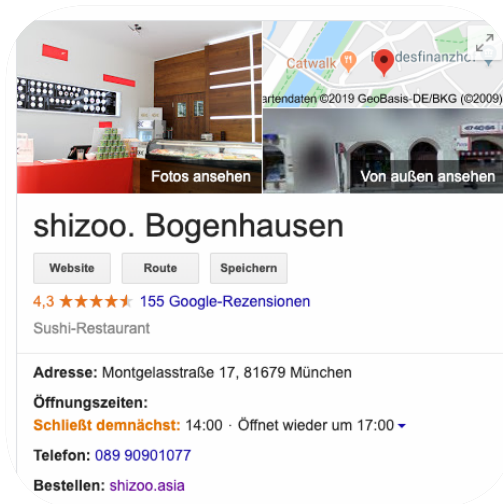 Catwalk
desfinanzho
artendaten ©2019 GeoBasis-DE/BKG (©2009)
Fotos ansehen
Von außen ansehen
shizoo. Bogenhausen
Website
Route
Speichern
4,3 155 Google-Rezensionen
Sushi-Restaurant
Adresse: Montgelasstraße 17, 81679 München
Öffnungszeiten:
Schließt demnächst: 14:00 · Öffnet wieder um 17:00
Telefon: 089 90901077
Bestellen: shizoo.asia